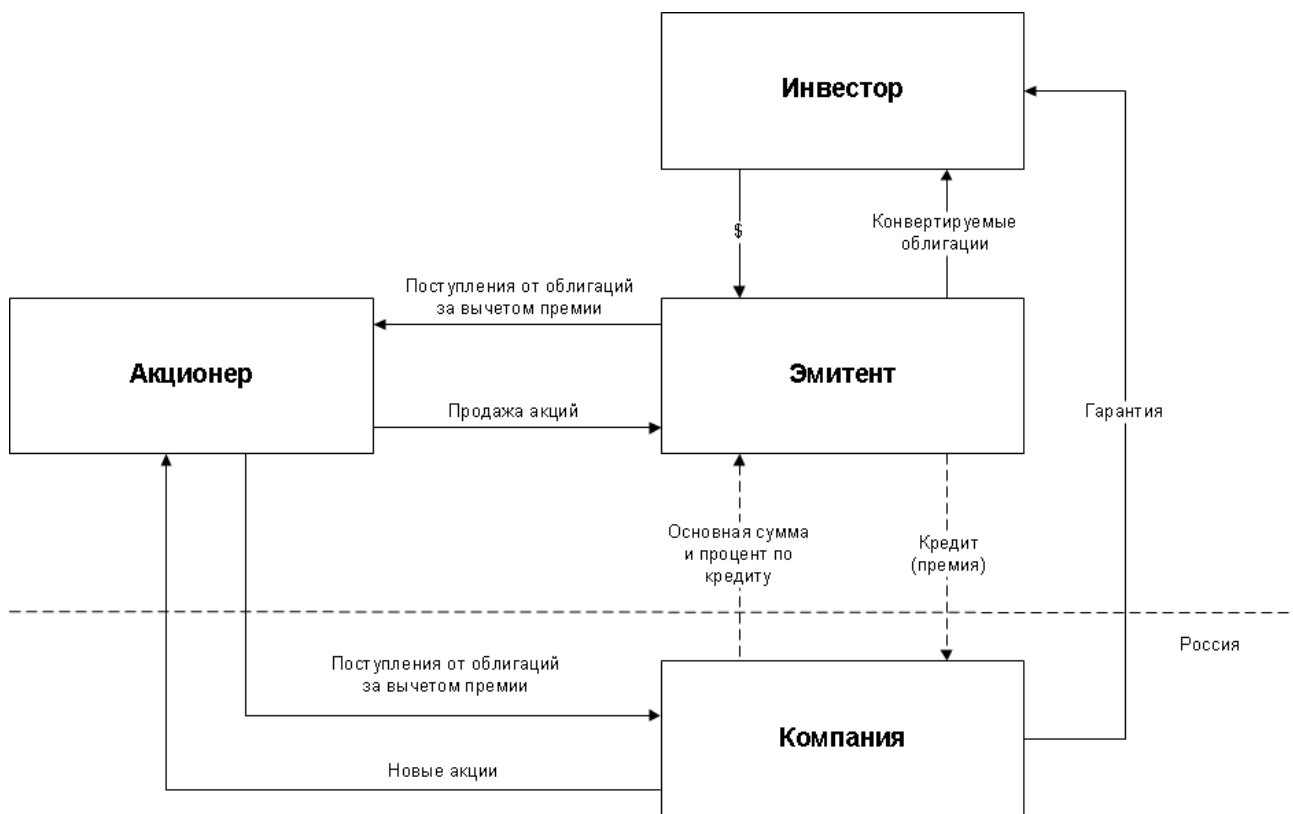 Инвестор
$
Конвертируемые
облигации
Поступления от облигаций
за вычетом премии
Акционер
Эмитент
Продажа акций
Гарантия
Основная сумма
и процент по
кредиту
Кредит
(премия)
Россия
Поступления от облигаций
за вычетом премии
Компания
Новые акции